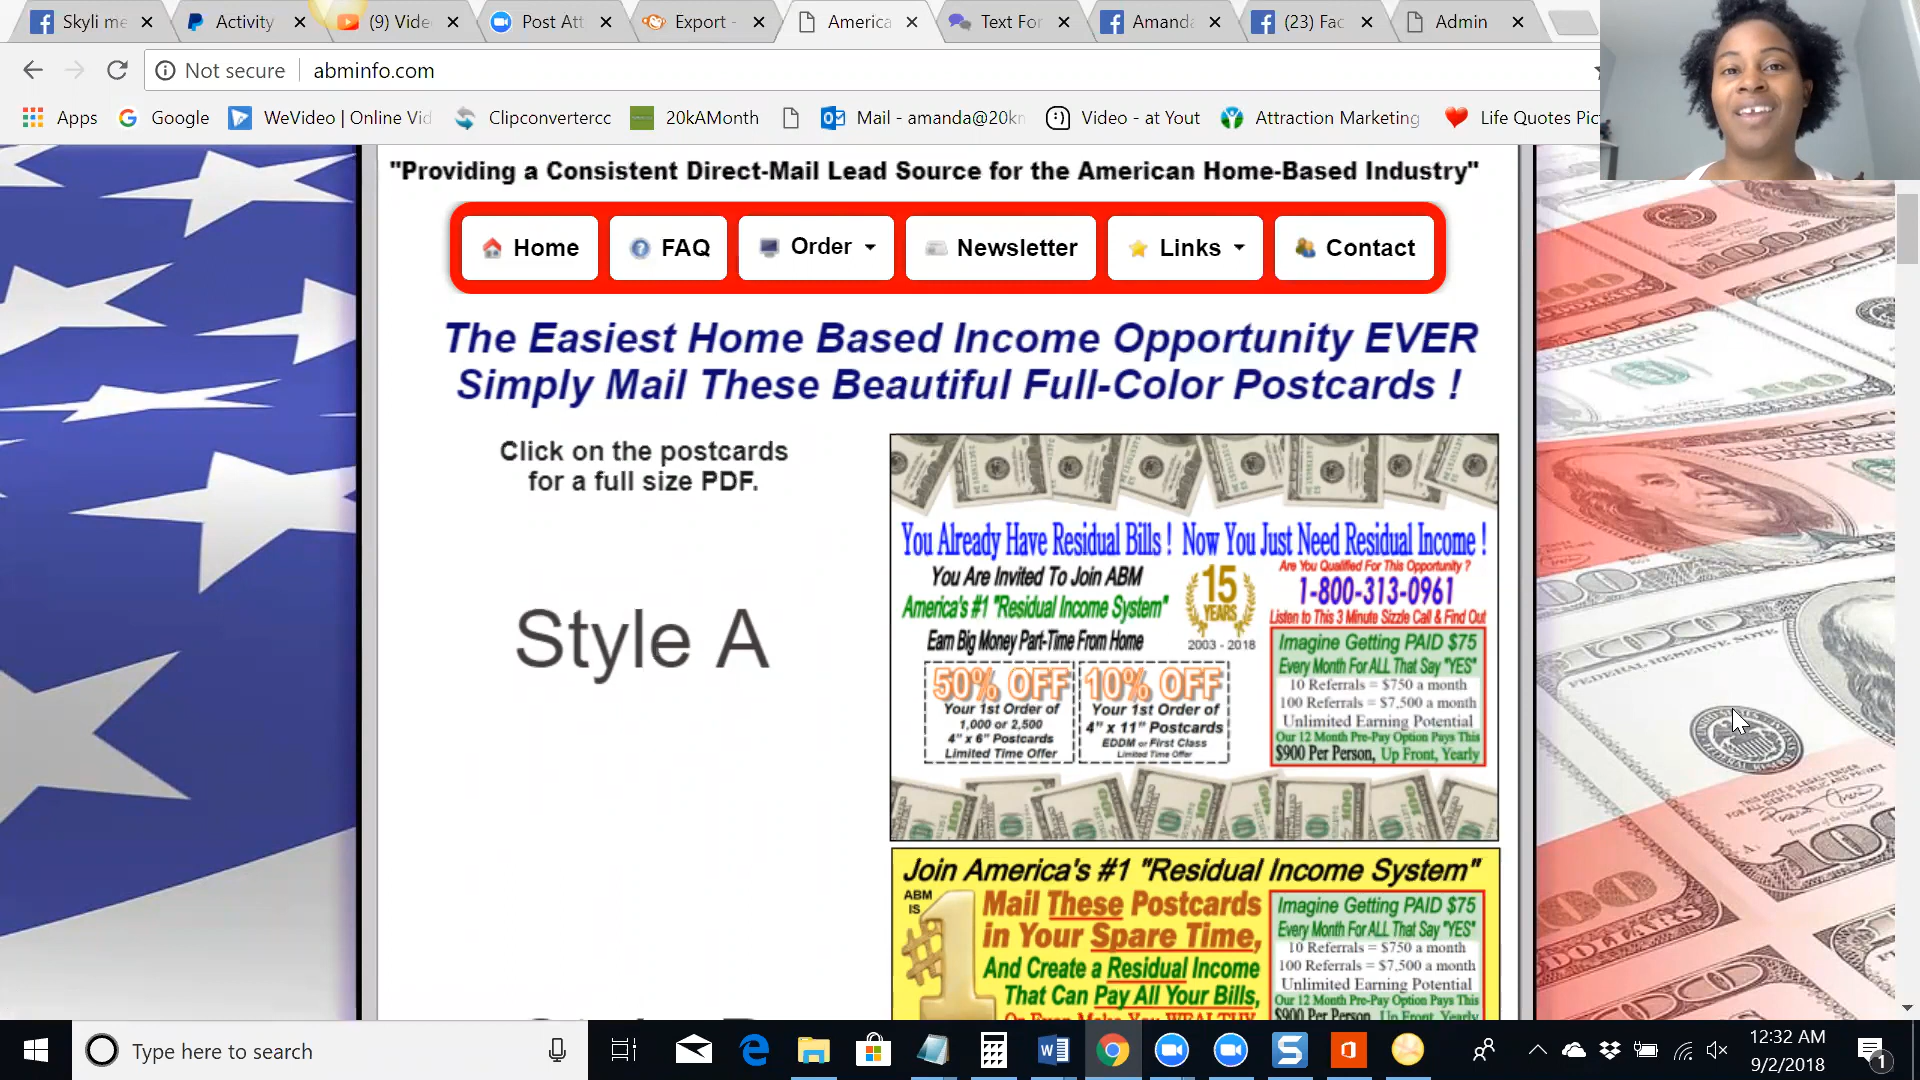 Skyli me
Activity
(9) Vide
Post Att
Export -
America
Text For
Amanda
(23) Fac
Admin
Not secure
abminfo.com
Apps
Google
WeVideo | Online Vid
Clipconvertercc
20kAMonth
Mail - amanda@20km
Video - at Yout
Attraction Marketing
Life Quotes Pic
"Providing a Consistent Direct-Mail Lead Source for the American Home-Based Industry"
Home
FAQ
Order
Newsletter
Links
Contact
The Easiest Home Based Income Opportunity EVER
Simply Mail These Beautiful Full-Color Postcards !
Click on the postcards
for a full size PDF.
Style A
You Already Have Residual Bills ! Now You Just Need Residual Income !
You Are Invited To Join ABM
America's #1 "Residual Income System"
Earn Big Money Part-Time From Home
15
YEARS
2003 - 2018
Are You Qualified For This Opportunity ?
1-800-313-0961
Listen to This 3 Minute Sizzle Call & Find Out
50% OFF
Your 1st Order of
1,000 or 2,500
4" x 6" Postcards
Limited Time Offer
10% OFF
Your 1st Order of
4" x 11" Postcards
EDDM or First Class
Limited Time Offer
Imagine Getting PAID $75
Every Month For ALL That Say "YES"
10 Referrals = $750 a month
100 Referrals = $7,500 a month
Unlimited Earning Potential
Our 12 Month Pre-Pay Option Pays This
$900 Per Person, Up Front, Yearly
Join America's #1 "Residual Income System"
ABM
IS
#1
Mail These Postcards
in Your Spare Time,
And Create a Residual Income
That Can Pay All Your Bills,
Imagine Getting PAID $75
Every Month For ALL That Say "YES"
10 Referrals = $750 a month
100 Referrals = $7,500 a month
Unlimited Earning Potential
Our 12 Month Pre-Pay Option Pays This
$900 Per Person, Up Front, Yearly
FEDERAL RESERVE NOTE
Type here to search
12:32 AM
9/2/2018
1